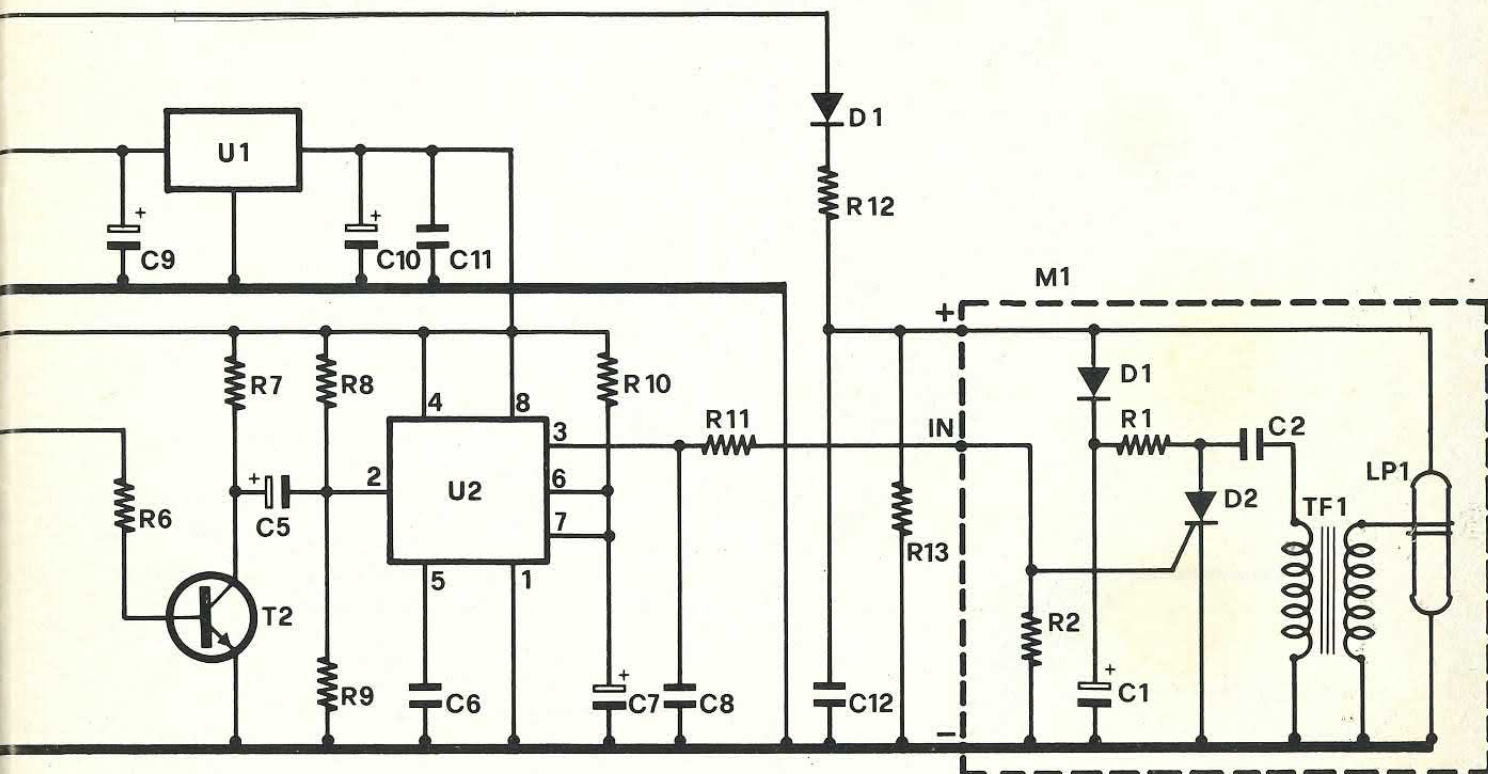 D1
U1
R12
+
C9
+
C10
C11
M1
+
R7
R8
4
8
R10
D1
R11
3
IN
R1
C2
2
U2
6
LP1
R6
+
C5
7
D2
TF1
R13
5
1
T2
R2
R9
C6
+
C7
C8
C12
+
C1
−